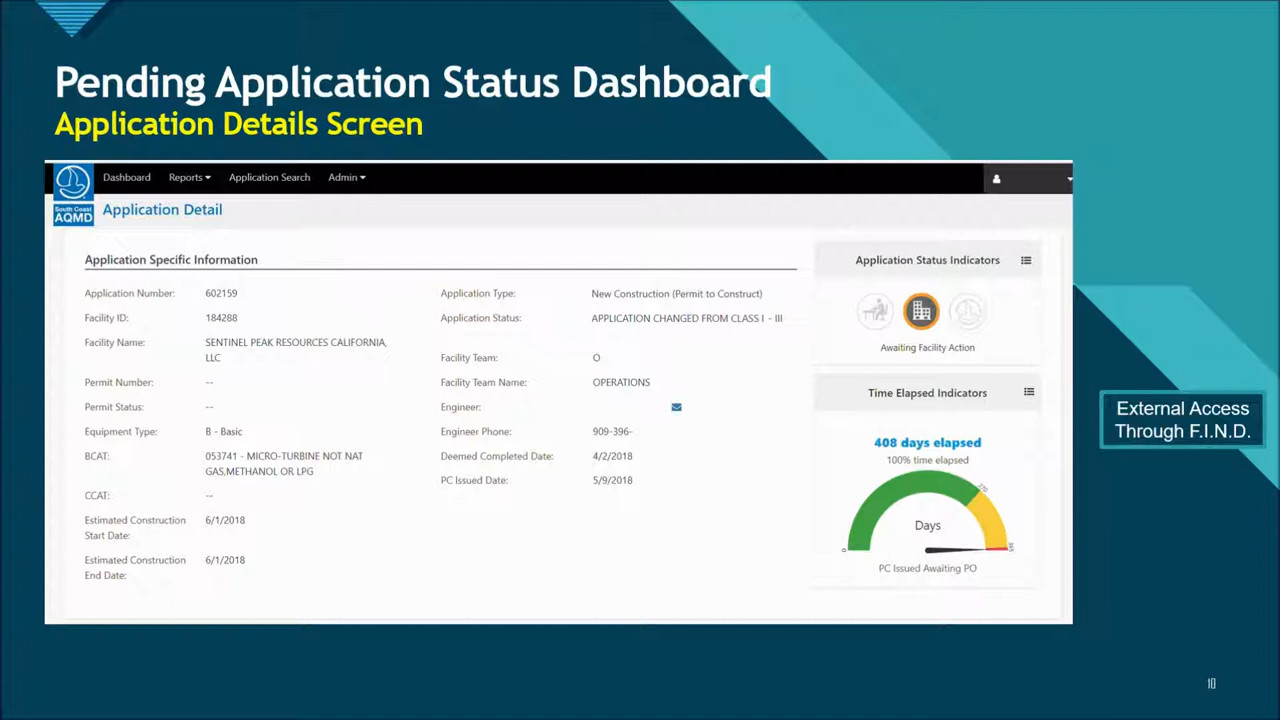 Pending Application Status Dashboard
Application Details Screen
Dashboard Reports Application Search Admin
South Coast
AQMD
Application Detail
Application Specific Information
Application Number: 602159
Facility ID: 184288
Facility Name: SENTINEL PEAK RESOURCES CALIFORNIA,
LLC
Permit Number: --
Permit Status: --
Equipment Type: B - Basic
BCAT: 053741 - MICRO-TURBINE NOT NAT
GAS,METHANOL OR LPG
CCAT: --
Estimated Construction 6/1/2018
Start Date:
Estimated Construction 6/1/2018
End Date:
Application Type: New Construction (Permit to Construct)
Application Status: APPLICATION CHANGED FROM CLASS I - III
Facility Team: O
Facility Team Name: OPERATIONS
Engineer:
Engineer Phone: 909-396-
Deemed Completed Date: 4/2/2018
PC Issued Date: 5/9/2018
Application Status Indicators
Awaiting Facility Action
Time Elapsed Indicators
408 days elapsed
100% time elapsed
0
270
365
Days
PC Issued Awaiting PO
External Access
Through F.I.N.D.
10